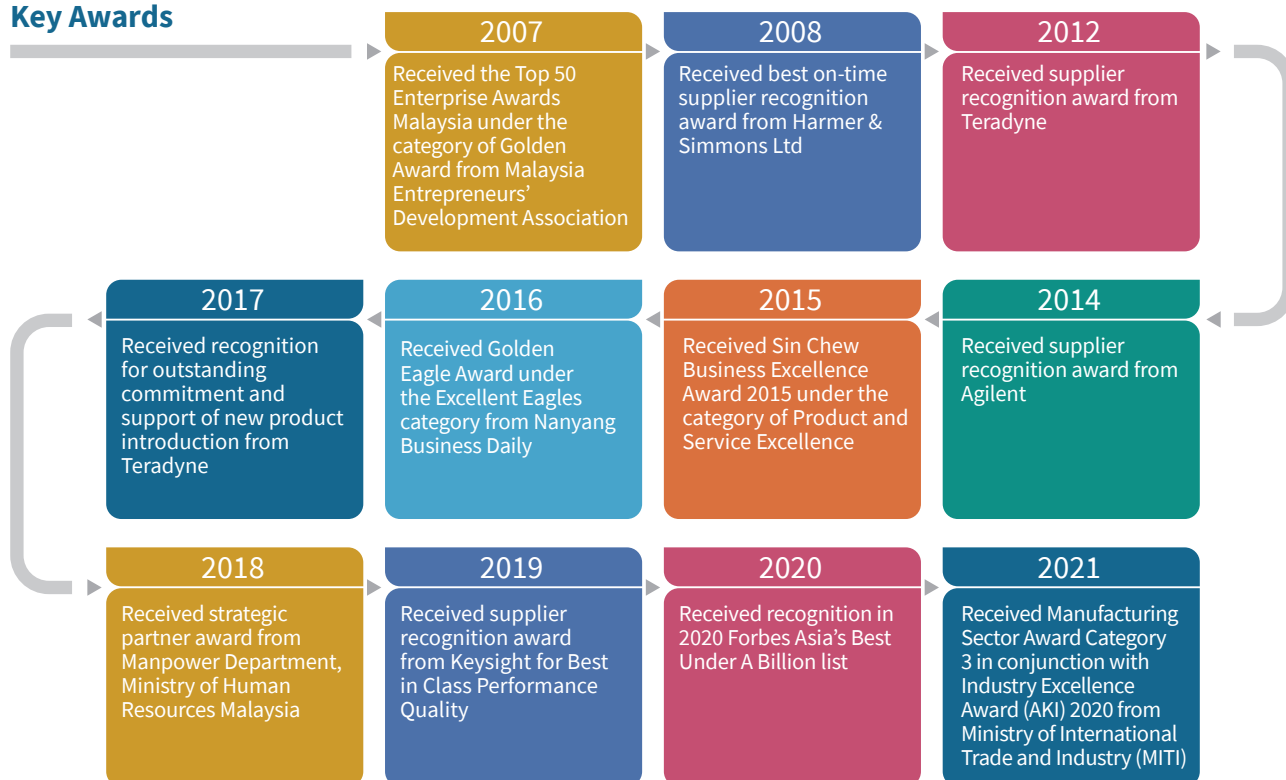 Key Awards
2007
Received the Top 50
Enterprise Awards
Malaysia under the
category of Golden
Award from Malaysia
Entrepreneurs’
Development Association
2008
Received best on-time
supplier recognition
award from Harmer &
Simmons Ltd
2012
Received supplier
recognition award from
Teradyne
2014
Received supplier
recognition award from
Agilent
2015
Received Sin Chew
Business Excellence
Award 2015 under the
category of Product and
Service Excellence
2016
Received Golden
Eagle Award under
the Excellent Eagles
category from Nanyang
Business Daily
2017
Received recognition
for outstanding
commitment and
support of new product
introduction from
Teradyne
2018
Received strategic
partner award from
Manpower Department,
Ministry of Human
Resources Malaysia
2019
Received supplier
recognition award
from Keysight for Best
in Class Performance
Quality
2020
Received recognition in
2020 Forbes Asia’s Best
Under A Billion list
2021
Received Manufacturing
Sector Award Category
3 in conjunction with
Industry Excellence
Award (AKI) 2020 from
Ministry of International
Trade and Industry (MITI)